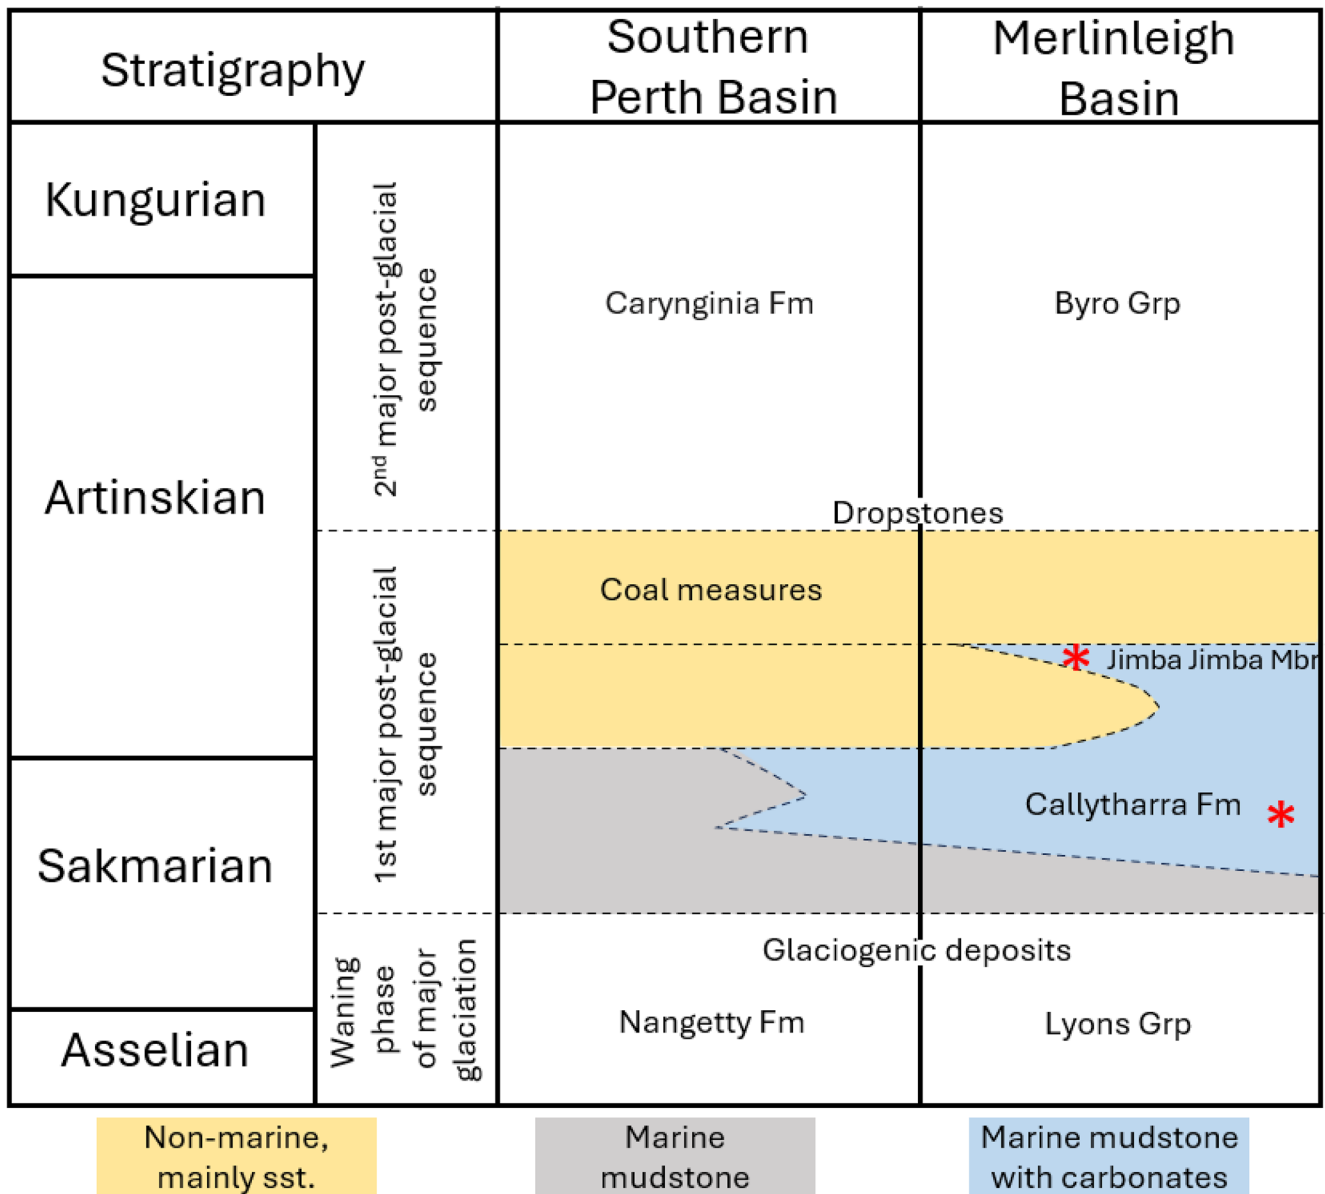 Stratigraphy
Southern
Perth Basin
Merlinleigh
Basin
Kungurian
Artinskian
Sakmarian
Asselian
2nd major post-glacial
sequence
1st major post-glacial
sequence
Waning
phase
of major
glaciation
Carynginia Fm
Byro Grp
Dropstones
Coal measures
* Jimba Jimba Mbr
Callytharra Fm *
Glaciogenic deposits
Nangetty Fm
Lyons Grp
Non-marine,
mainly sst.
Marine
mudstone
Marine mudstone
with carbonates